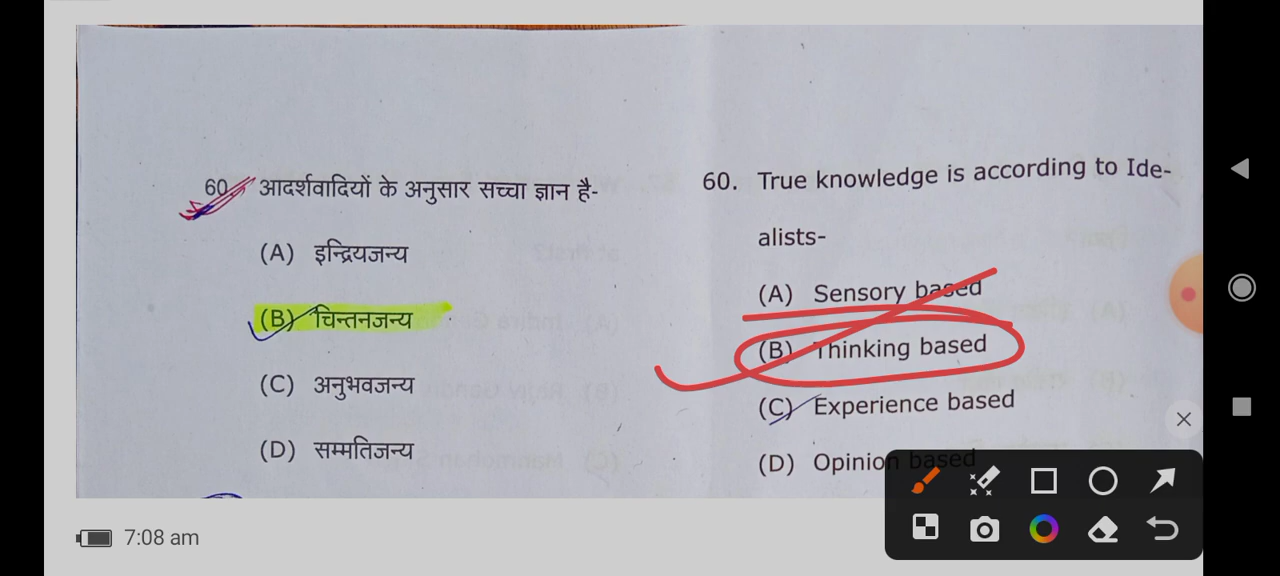 60. आदर्शवादियों के अनुसार सच्चा ज्ञान है-
(A) इन्द्रियजन्य
(B) चिन्तनजन्य
(C) अनुभवजन्य
(D) सम्मतिजन्य
60. True knowledge is according to Ide-
alists-
(A) Sensory based
(B) Thinking based
(C) Experience based
(D) Opinion based
7:08 am